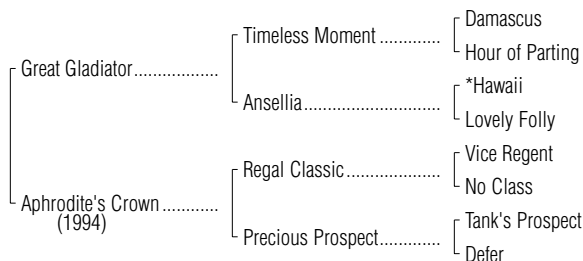 Damascus
Timeless Moment ............
Hour of Parting
Great Gladiator.................
*Hawaii
Ansellia...........................
Lovely Folly
Vice Regent
Regal Classic ...................
No Class
Aphrodite's Crown ............
(1994)
Tank's Prospect
Precious Prospect............
Defer